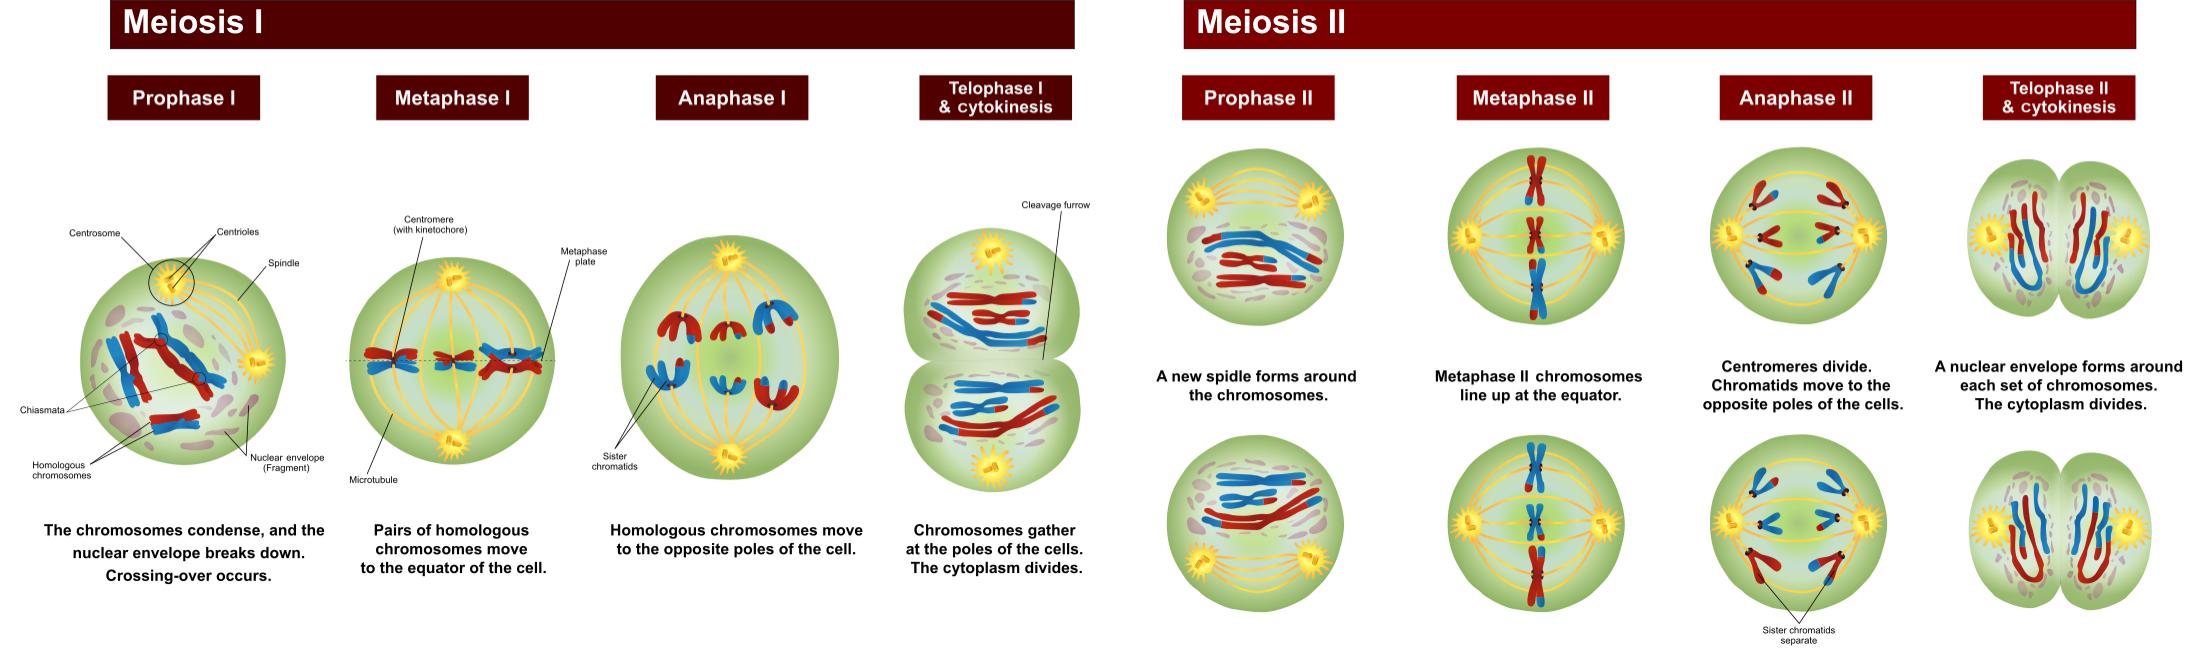 Meiosis I
Prophase I
Metaphase I
Anaphase I
Telophase I
& cytokinesis
Centrosome
Centrioles
Spindle
Chiasmata
Homologous
chromosomes
Nuclear envelope
(Fragment)
The chromosomes condense, and the
nuclear envelope breaks down.
Crossing-over occurs.
Centromere
(with kinetochore)
Metaphase
plate
Microtubule
Pairs of homologous
chromosomes move
to the equator of the cell.
Sister
chromatids
Homologous chromosomes move
to the opposite poles of the cell.
Cleavage furrow
Chromosomes gather
at the poles of the cells.
The cytoplasm divides.
Meiosis II
Prophase II
Metaphase II
Anaphase II
Telophase II
& cytokinesis
A new spidle forms around
the chromosomes.
Metaphase II chromosomes
line up at the equator.
Centromeres divide.
Chromatids move to the
opposite poles of the cells.
A nuclear envelope forms around
each set of chromosomes.
The cytoplasm divides.
Sister chromatids
separate